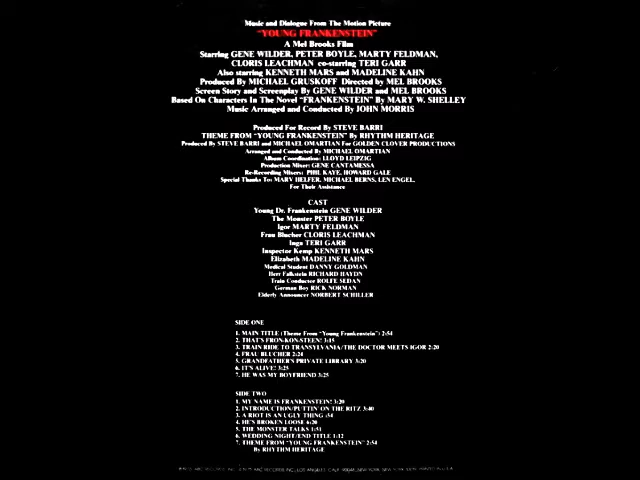 Music and Dialogue From The Motion Picture
"YOUNG FRANKENSTEIN"
A Mel Brooks Film
Starring GENE WILDER, PETER BOYLE, MARTY FELDMAN,
CLORIS LEACHMAN co-starring TERI GARR
Also starring KENNETH MARS and MADELINE KAHN
Produced By MICHAEL GRUSKOFF Directed by MEL BROOKS
Screen Story and Screenplay By GENE WILDER and MEL BROOKS
Based On Characters In The Novel "FRANKENSTEIN" By MARY W. SHELLEY
Music Arranged and Conducted By JOHN MORRIS
Produced For Record By STEVE BARRI
THEME FROM "YOUNG FRANKENSTEIN" By RHYTHM HERITAGE
Produced By STEVE BARRI and MICHAEL OMARTIAN For GOLDEN CLOVER PRODUCTIONS
Arranged and Conducted By MICHAEL OMARTIAN
Album Coordination: LLOYD LEIPZIG
Production Mixer: GENE CANTAMESSA
Re-Recording Mixers: PHIL KAYE, HOWARD GALE
Special Thanks To: MARV HELFER, MICHAEL BERNS, LEN ENGEL,
For Their Assistance
CAST
Young Dr. Frankenstein GENE WILDER
The Monster PETER BOYLE
Igor MARTY FELDMAN
Frau Blucher CLORIS LEACHMAN
Inga TERI GARR
Inspector Kemp KENNETH MARS
Elizabeth MADELINE KAHN
Medical Student DANNY GOLDMAN
Herr Falkstein RICHARD HAYDN
Train Conductor ROLFE SEDAN
German Boy RICK NORMAN
Elderly Announcer NORBERT SCHILLER
SIDE ONE
1. MAIN TITLE (Theme From "Young Frankenstein") 2:54
2. THAT'S FRON-KON-STEEN! 3:15
3. TRAIN RIDE TO TRANSYLVANIA/THE DOCTOR MEETS IGOR 2:20
4. FRAU BLUCHER 2:24
5. GRANDFATHER'S PRIVATE LIBRARY 3:20
6. IT'S ALIVE! 3:25
7. HE WAS MY BOYFRIEND 3:25
SIDE TWO
1. MY NAME IS FRANKENSTEIN! 3:20
2. INTRODUCTION/PUTTIN' ON THE RITZ 3:40
3. A RIOT IS AN UGLY THING :54
4. HE'S BROKEN LOOSE 6:20
5. THE MONSTER TALKS 1:51
6. WEDDING NIGHT/END TITLE 1:12
7. THEME FROM "YOUNG FRANKENSTEIN" 2:54
By RHYTHM HERITAGE